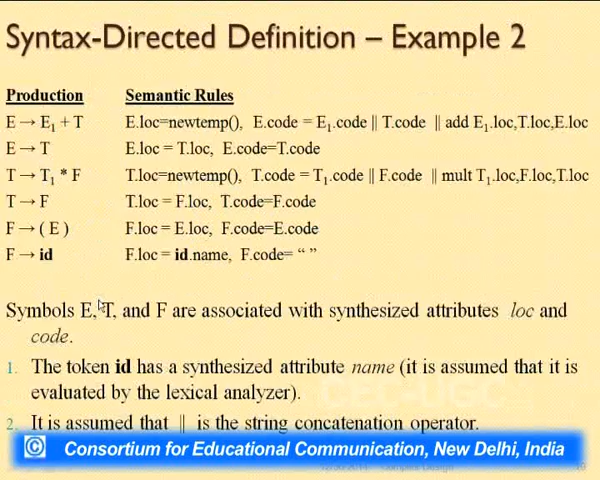 Syntax-Directed Definition – Example 2
Production Semantic Rules
E → E1 + T E.loc=newtemp(), E.code = E1.code || T.code || add E1.loc,T.loc,E.loc
E → T E.loc = T.loc, E.code=T.code
T → T1 * F T.loc=newtemp(), T.code = T1.code || F.code || mult T1.loc,F.loc,T.loc
T → F T.loc = F.loc, T.code=F.code
F → ( E ) F.loc = E.loc, F.code=E.code
F → id F.loc = id.name, F.code= “ ”
Symbols E, T, and F are associated with synthesized attributes loc and
code.
1. The token id has a synthesized attribute name (it is assumed that it is
evaluated by the lexical analyzer).
CEC-UGC
2. It is assumed that || is the string concatenation operator.
© Consortium for Educational Communication, New Delhi, India